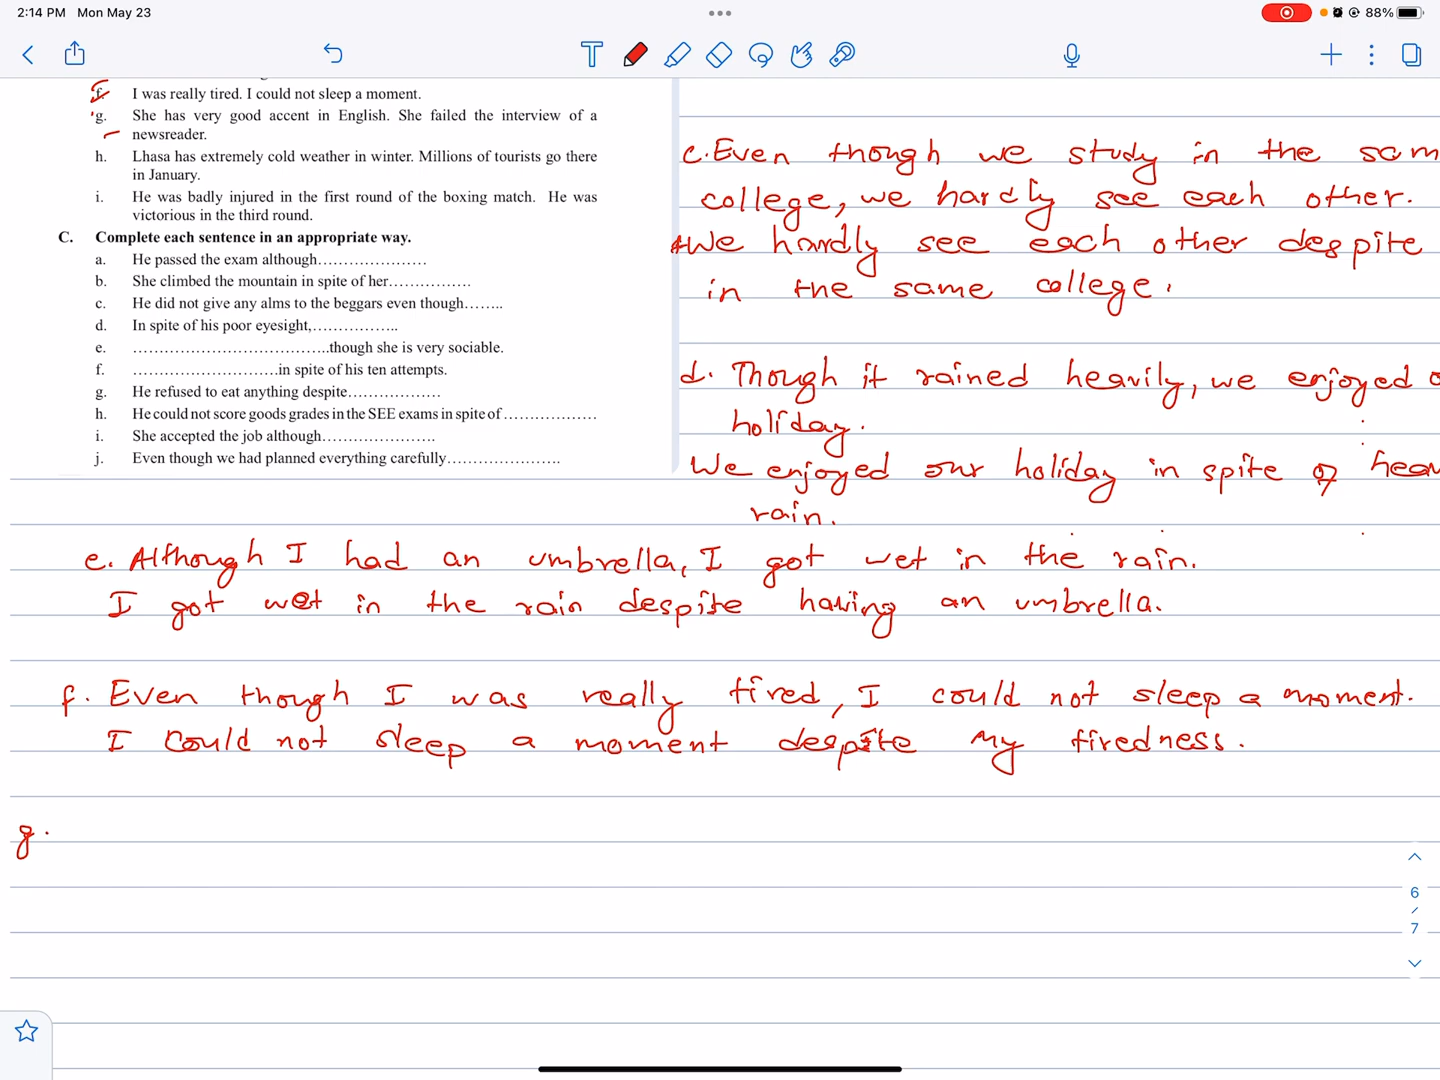 2:14 PM Mon May 23
88%
f. I was really tired. I could not sleep a moment.
g. She has very good accent in English. She failed the interview of a
newsreader.
h. Lhasa has extremely cold weather in winter. Millions of tourists go there
in January.
i. He was badly injured in the first round of the boxing match. He was
victorious in the third round.
C. Complete each sentence in an appropriate way.
a. He passed the exam although.....................
b. She climbed the mountain in spite of her................
c. He did not give any alms to the beggars even though........
d. In spite of his poor eyesight,................
e. .....................................though she is very sociable.
f. ............................in spite of his ten attempts.
g. He refused to eat anything despite..................
h. He could not score goods grades in the SEE exams in spite of..................
i. She accepted the job although......................
j. Even though we had planned everything carefully......................
c. Even though we study in the sam
college, we hardly see each other.
We hardly see each other despite
in the same college.
d. Though it rained heavily, we enjoyed o
holiday.
We enjoyed our holiday in spite of heav
rain.
e. Although I had an umbrella, I got wet in the rain.
I got wet in the rain despite having an umbrella.
f. Even though I was really tired, I could not sleep a moment.
I could not sleep a moment despite my tiredness.
g.
6
/
7